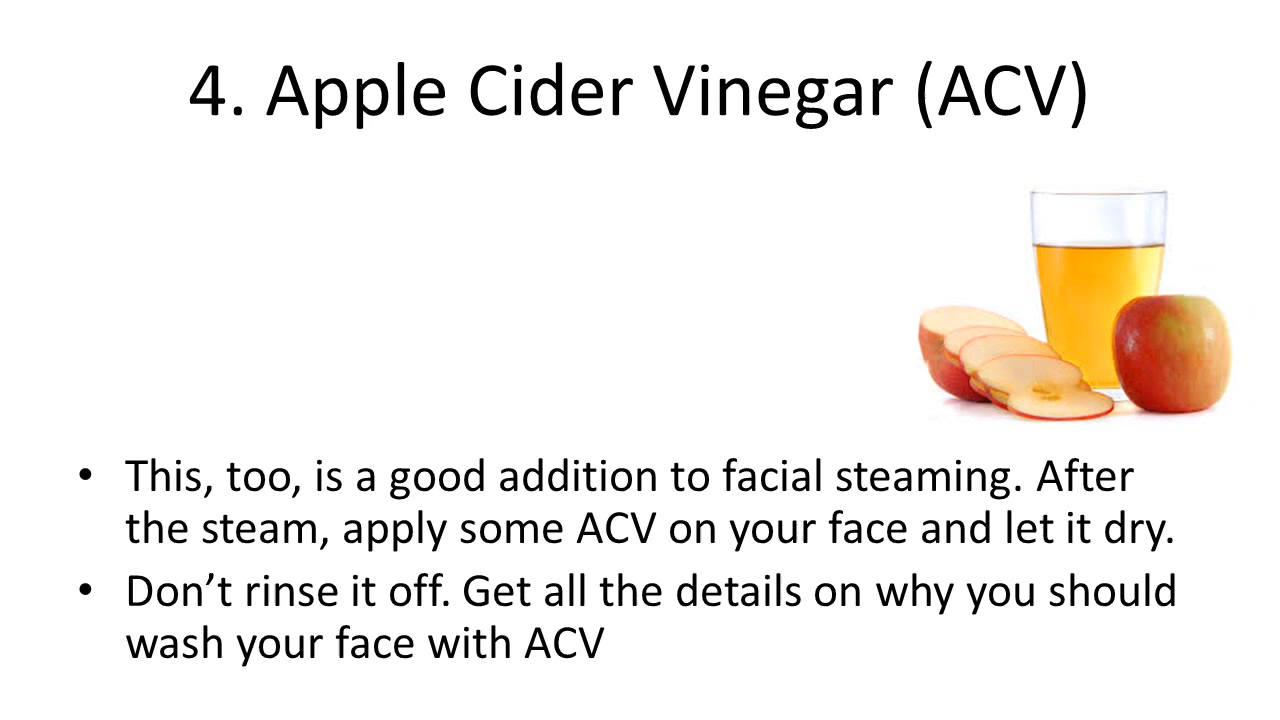 4. Apple Cider Vinegar (ACV)
• This, too, is a good addition to facial steaming. After
the steam, apply some ACV on your face and let it dry.
• Don’t rinse it off. Get all the details on why you should
wash your face with ACV